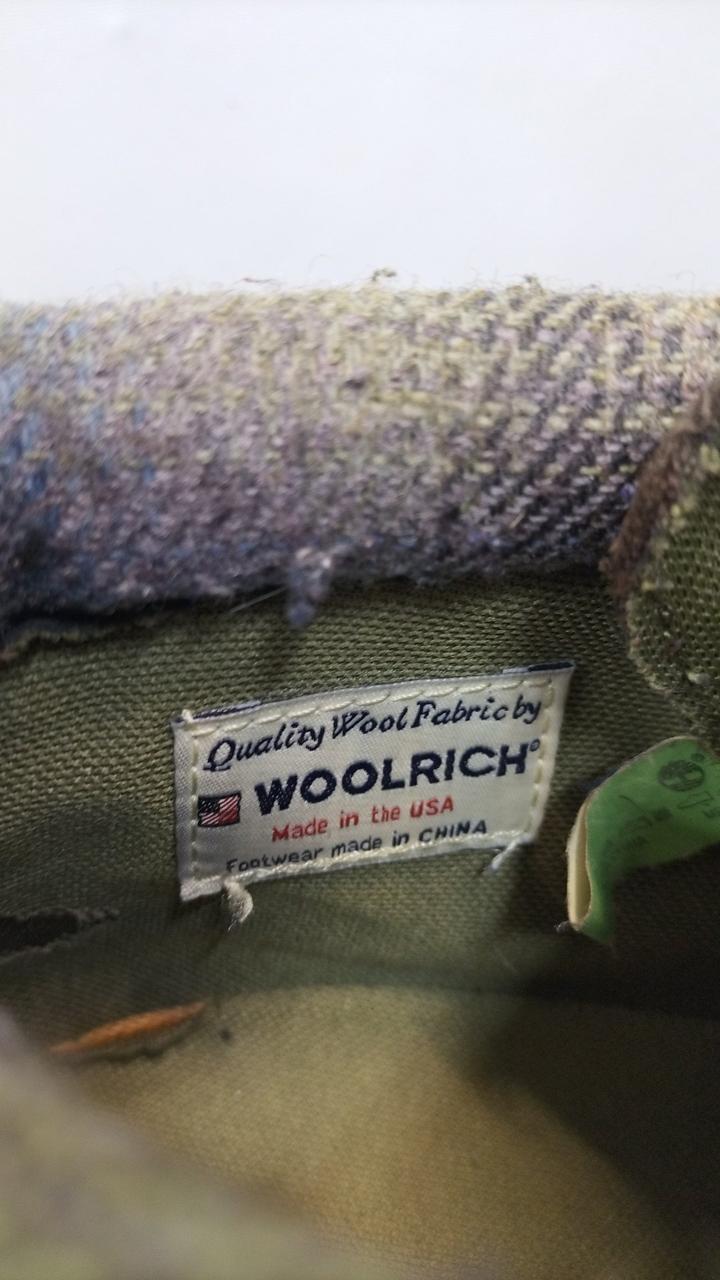 Quality Wool Fabric by
WOOLRICH®
Made in the USA
Footwear made in CHINA